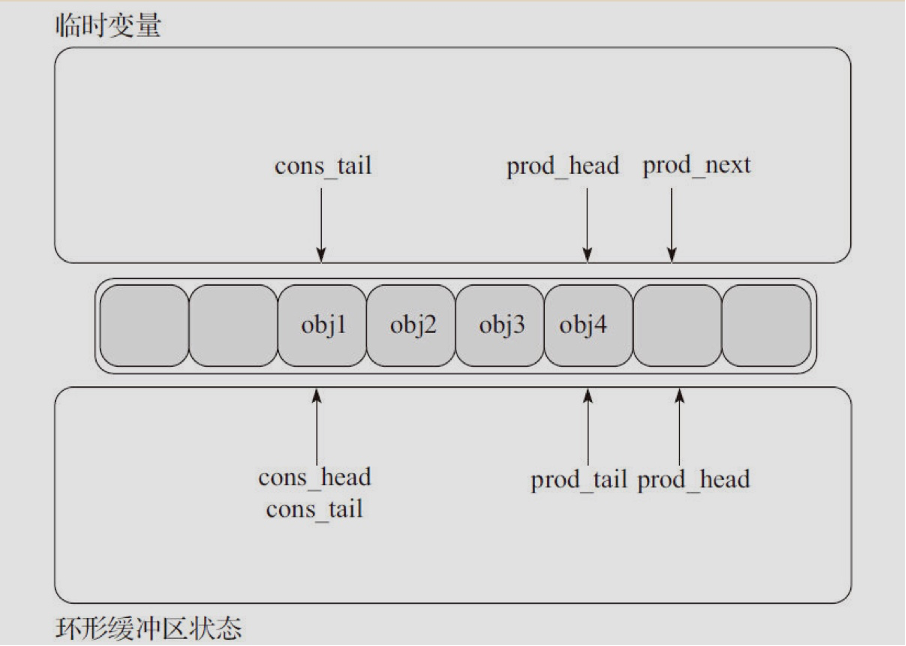 临时变量
cons_tail prod_head prod_next
obj1 obj2 obj3 obj4
cons_head prod_tail prod_head
cons_tail
环形缓冲区状态